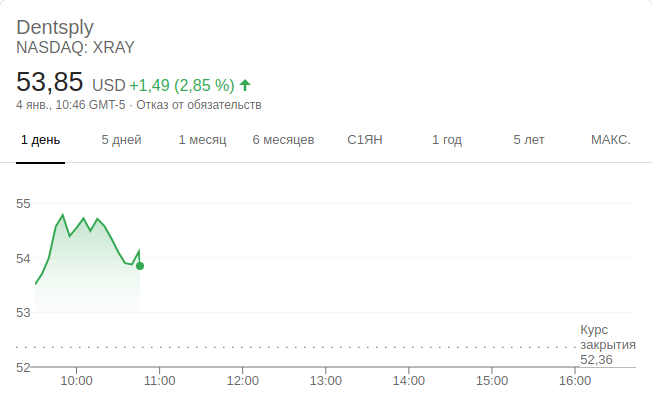 Dentsply
NASDAQ: XRAY
53,85 USD +1,49 (2,85 %)
4 янв., 10:46 GMT-5 · Отказ от обязательств
1 день 5 дней 1 месяц 6 месяцев С1ЯН 1 год 5 лет МАКС.
55
54
53
Курс
закрытия
52,36
52
10:00 11:00 12:00 13:00 14:00 15:00 16:00